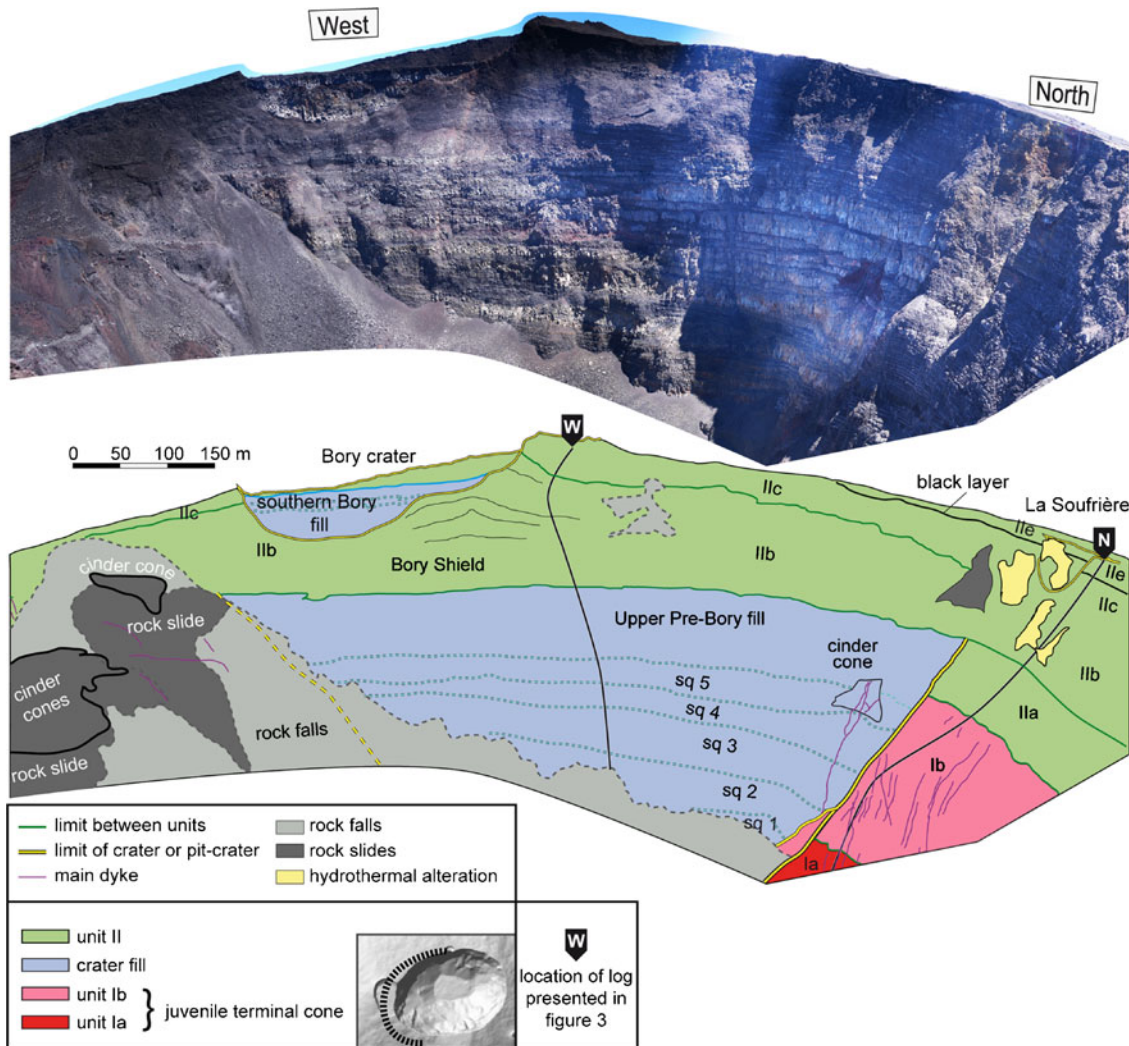 West
North
0 50 100 150 m
Bory crater
W
black layer
La Soufrière
southern Bory
fill
IIc
IIc
IIe
N
IIe
IIc
IIb
Bory Shield
IIb
IIb
cinder cone
rock slide
Upper Pre-Bory fill
cinder
cone
cinder
cones
sq 5
sq 4
sq 3
sq 2
sq 1
IIa
Ib
Ia
rock falls
rock slide
limit between units
limit of crater or pit-crater
main dyke
rock falls
rock slides
hydrothermal alteration
unit II
crater fill
unit Ib
unit Ia
} juvenile terminal cone
W
location of log
presented in
figure 3